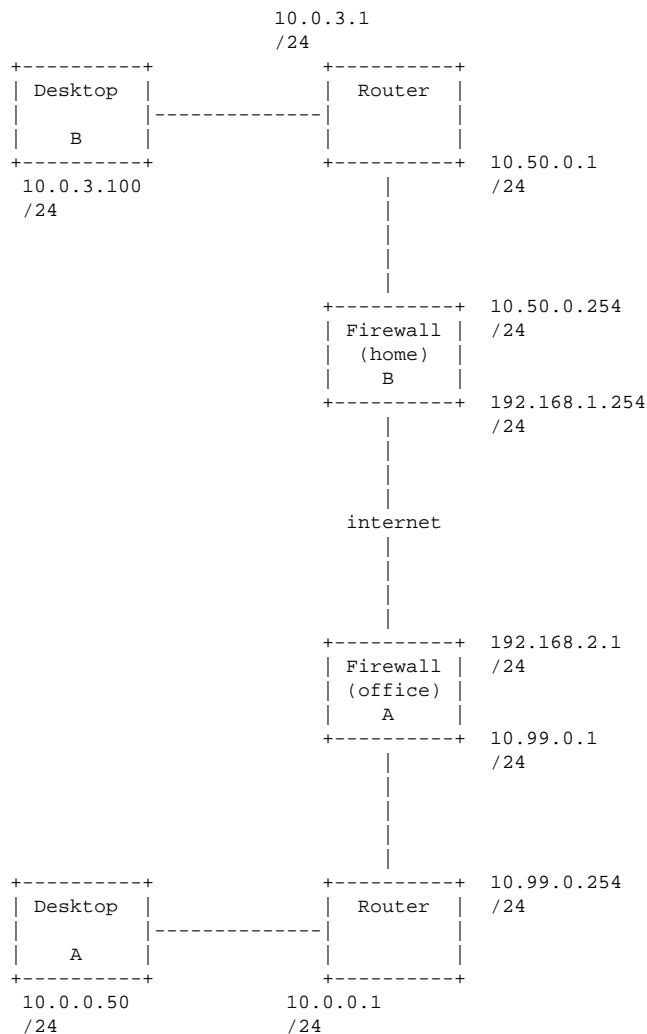 10.0.3.1
/24
Desktop Router
B
10.50.0.1
10.0.3.100 /24
/24
10.50.0.254
Firewall /24
(home)
B
192.168.1.254
/24
internet
192.168.2.1
Firewall /24
(office)
A
10.99.0.1
/24
10.99.0.254
Desktop Router /24
A
10.0.0.50 10.0.0.1
/24 /24